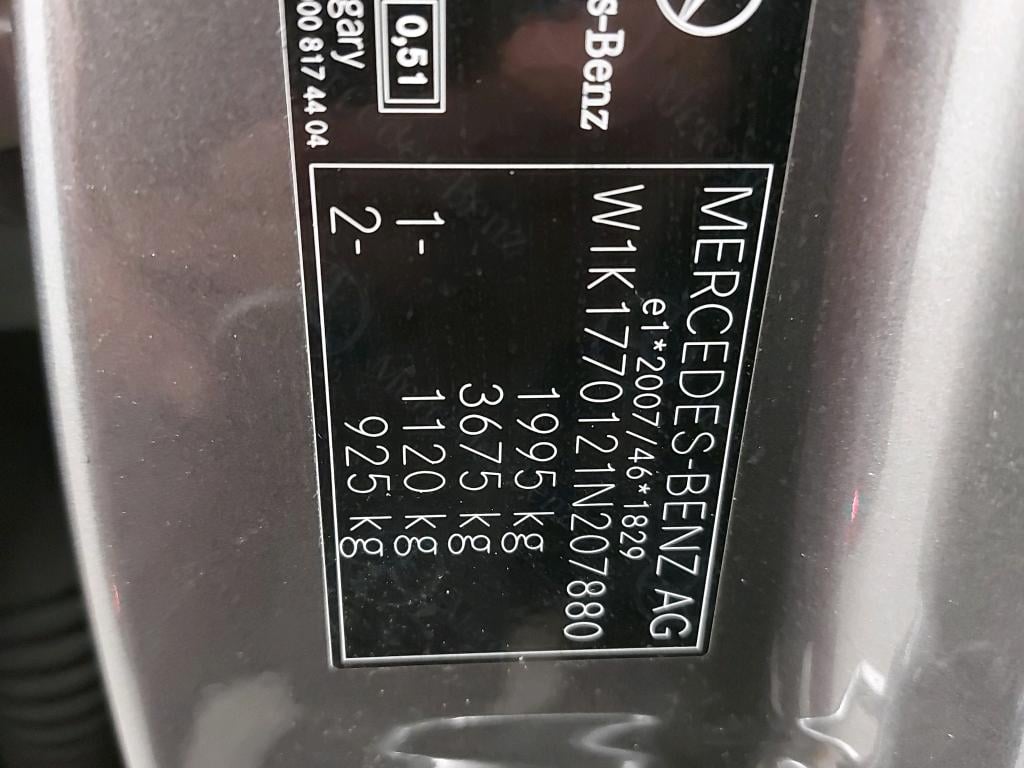 s-Benz
0,51
gary
00 817 44 04
MERCEDES-BENZ AG
e1*2007/46*1829
W1K1770121N207880
1995 kg
3675 kg
1- 1120 kg
2- 925 kg